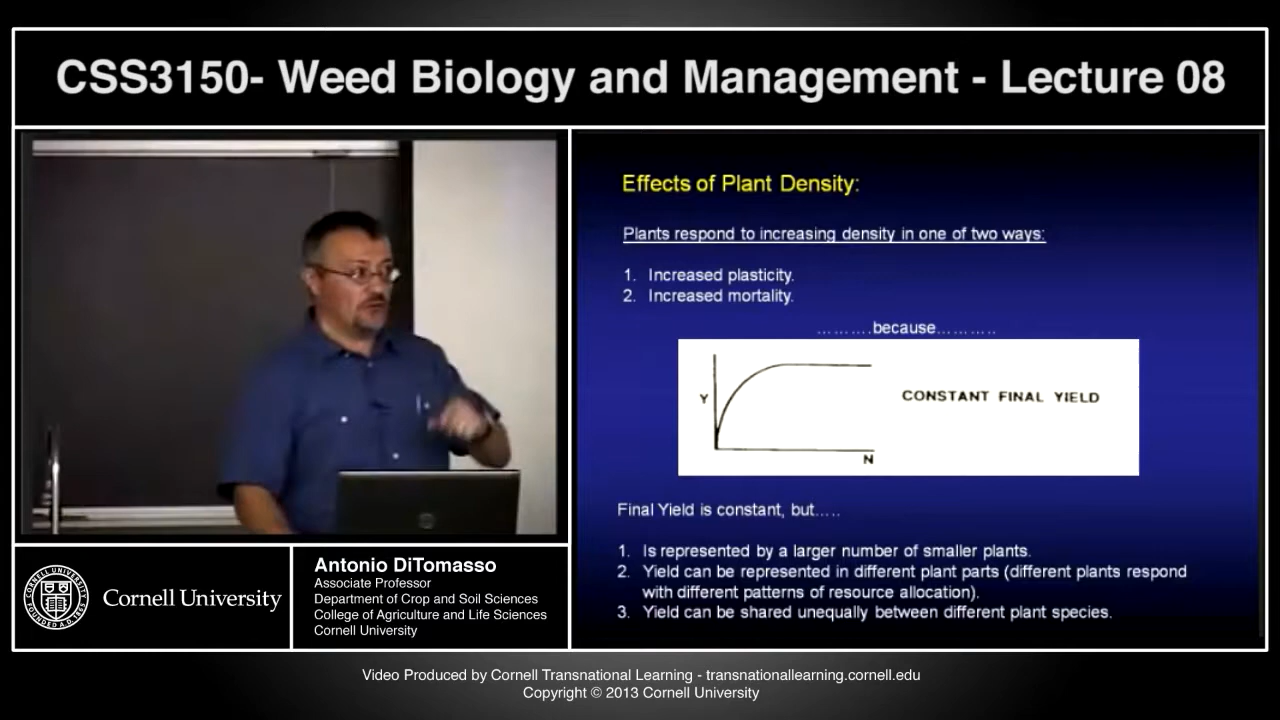 CSS3150- Weed Biology and Management - Lecture 08
Effects of Plant Density:
Plants respond to increasing density in one of two ways:
1. Increased plasticity.
2. Increased mortality.
……….because………..
Y
CONSTANT FINAL YIELD
N
Final Yield is constant, but…..
1. Is represented by a larger number of smaller plants.
2. Yield can be represented in different plant parts (different plants respond
with different patterns of resource allocation).
3. Yield can be shared unequally between different plant species.
Cornell University
Antonio DiTomasso
Associate Professor
Department of Crop and Soil Sciences
College of Agriculture and Life Sciences
Cornell University
Video Produced by Cornell Transnational Learning - transnationallearning.cornell.edu
Copyright © 2013 Cornell University